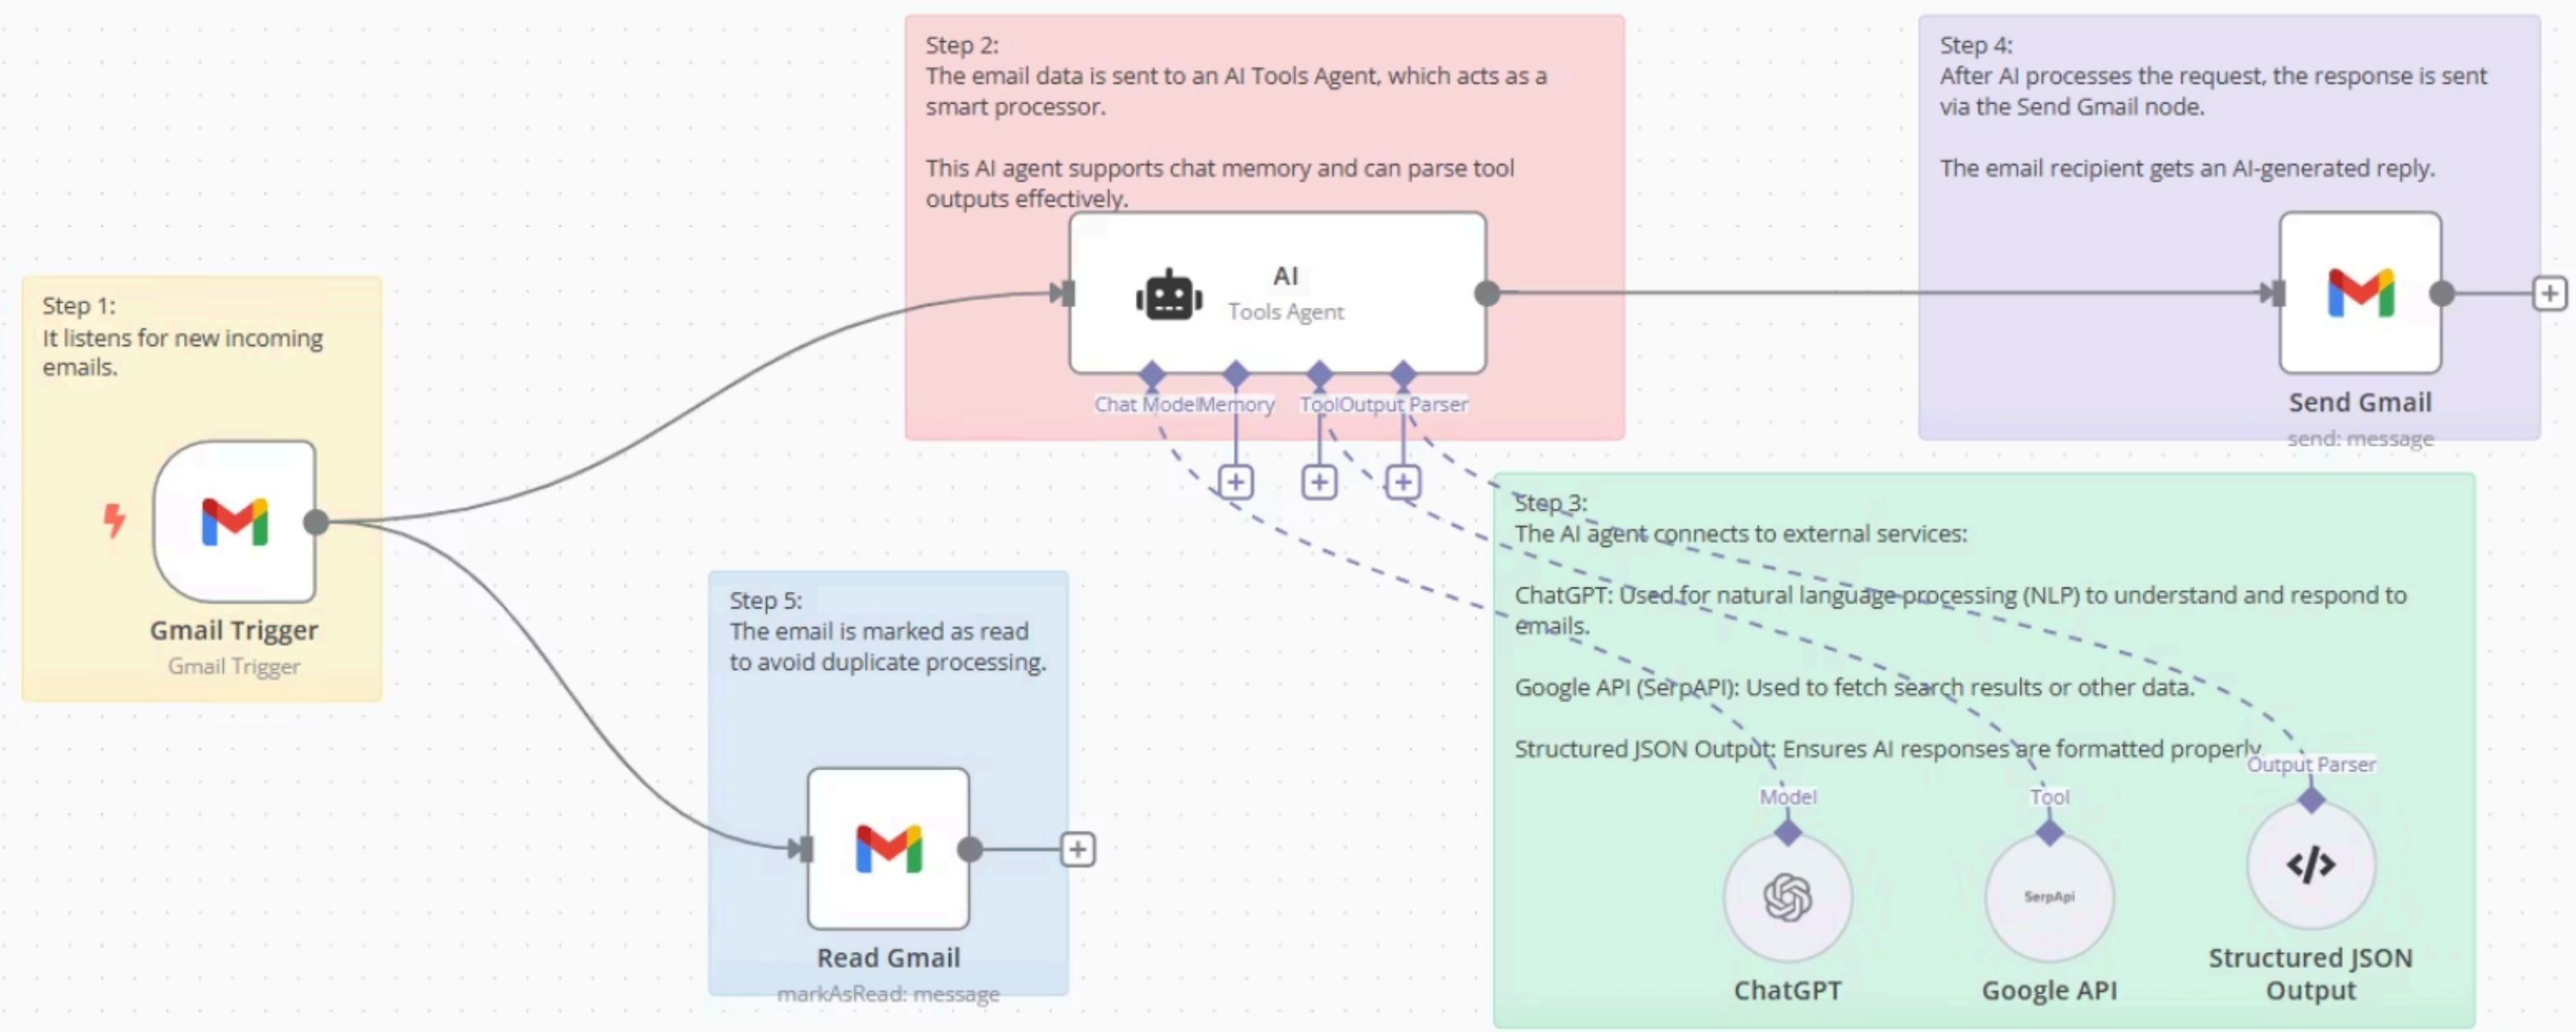 Step 1:
It listens for new incoming
emails.
Gmail Trigger
Gmail Trigger
Step 2:
The email data is sent to an AI Tools Agent, which acts as a
smart processor.
This AI agent supports chat memory and can parse tool
outputs effectively.
AI
Tools Agent
Chat Model
Memory
Tool
Output Parser
Step 4:
After AI processes the request, the response is sent
via the Send Gmail node.
The email recipient gets an AI-generated reply.
Send Gmail
send: message
Step 5:
The email is marked as read
to avoid duplicate processing.
Read Gmail
markAsRead: message
Step 3:
The AI agent connects to external services:
ChatGPT: Used for natural language processing (NLP) to understand and respond to
emails.
Google API (SerpAPI): Used to fetch search results or other data.
Structured JSON Output: Ensures AI responses are formatted properly.
Model
Tool
Output Parser
SerpApi
ChatGPT
Google API
Structured JSON
Output